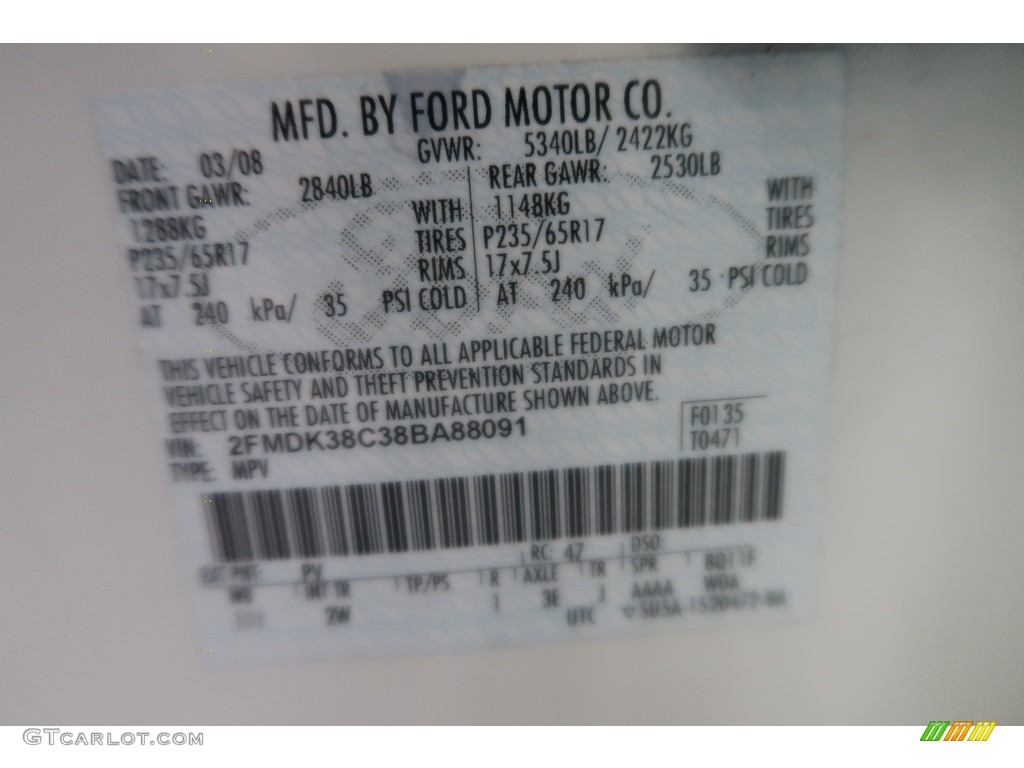 MFD. BY FORD MOTOR CO.
DATE: 03/08 GVWR: 5340LB/ 2422KG
FRONT GAWR: 2840LB REAR GAWR: 2530LB
1288KG WITH 1148KG WITH
P235/65R17 TIRES P235/65R17 TIRES
17x7.5J RIMS 17x7.5J RIMS
AT 240 kPa/ 35 PSI COLD AT 240 kPa/ 35 PSI COLD
THIS VEHICLE CONFORMS TO ALL APPLICABLE FEDERAL MOTOR
VEHICLE SAFETY AND THEFT PREVENTION STANDARDS IN
EFFECT ON THE DATE OF MANUFACTURE SHOWN ABOVE.
VIN: 2FMDK38C38BA88091 F0135
TYPE: MPV T0471
RC: 47 DSO:
EXT PNT: PV
WB INT TR TP/PS R AXLE TR SPR
2W 1 3E J AAAA
UTC
GTCARLOT.COM